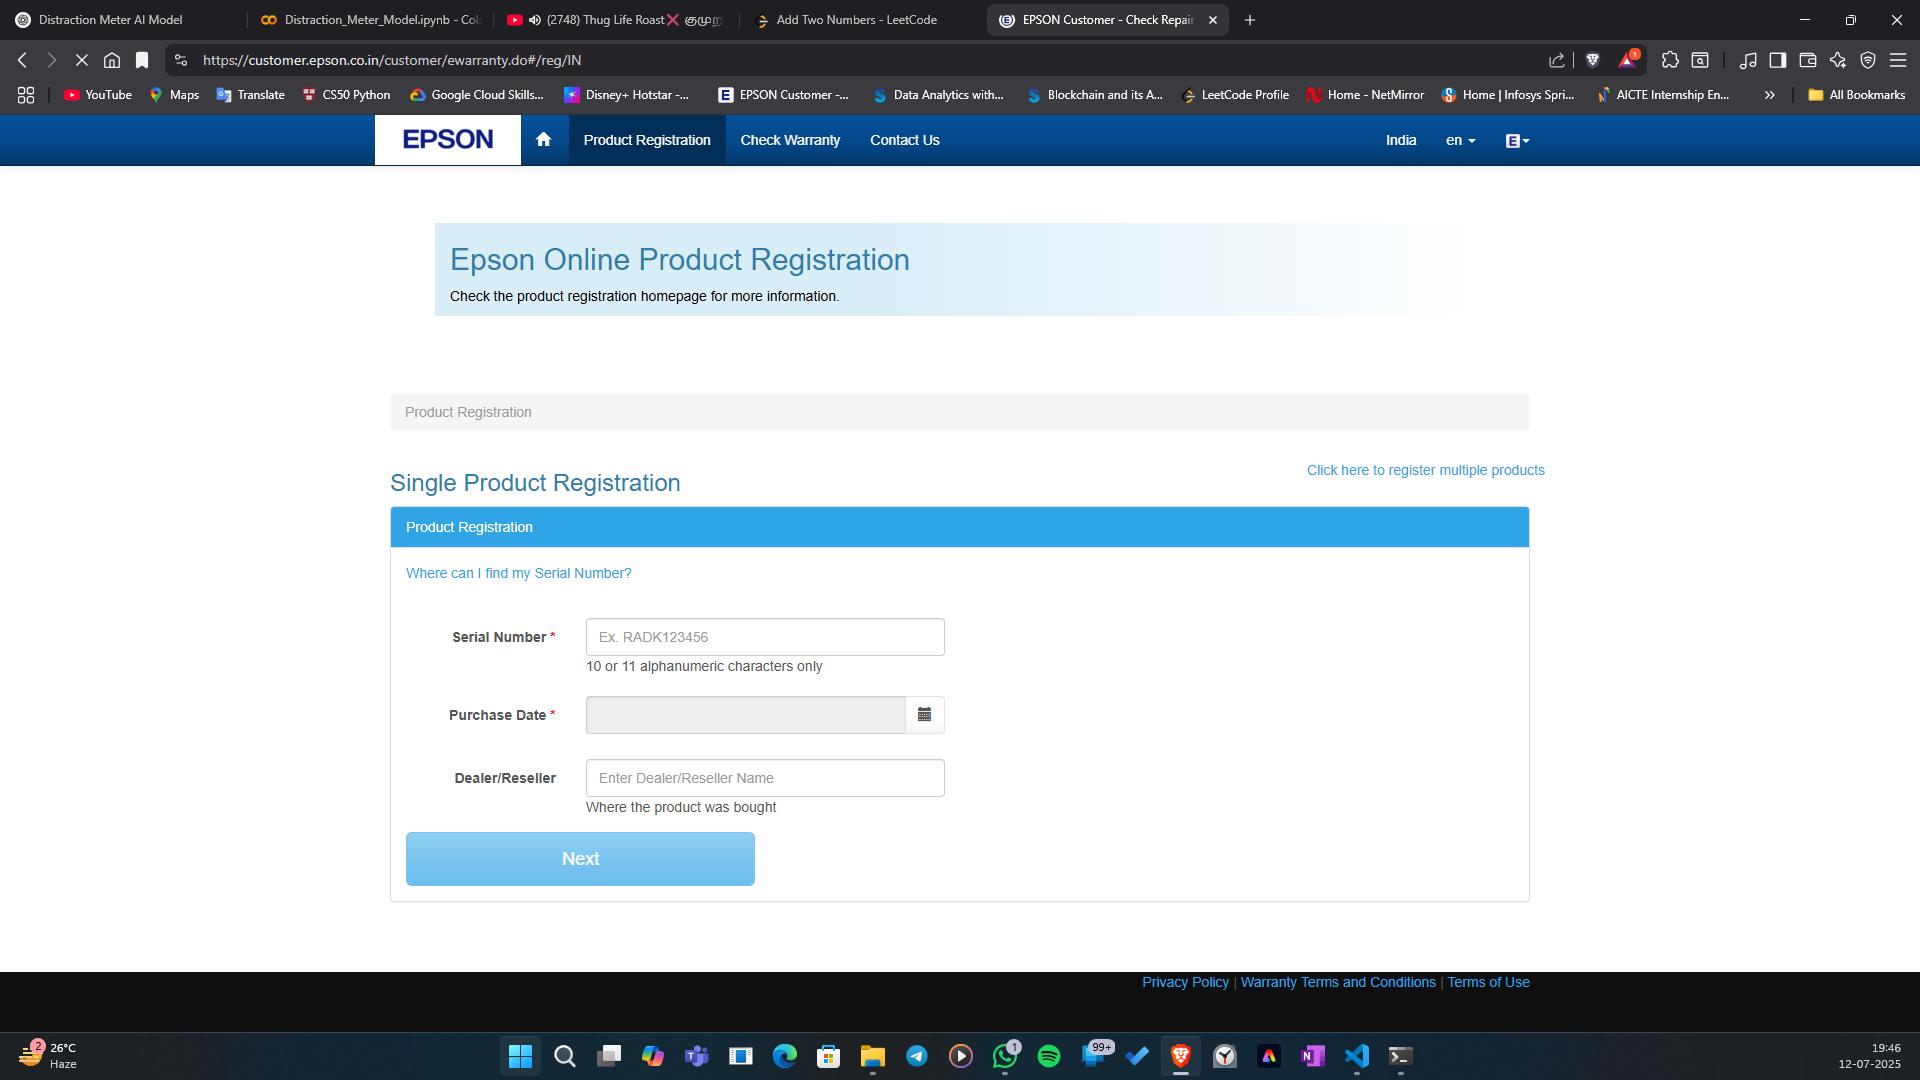 Distraction Meter AI Model
Distraction_Meter_Model.ipynb - Col
(2748) Thug Life Roast❌ குமுற
Add Two Numbers - LeetCode
EPSON Customer - Check Repair
https://customer.epson.co.in/customer/ewarranty.do#/reg/IN
1
YouTube
Maps
Translate
CS50 Python
Google Cloud Skills...
Disney+ Hotstar -...
EPSON Customer -...
Data Analytics with...
Blockchain and its A...
LeetCode Profile
Home - NetMirror
Home | Infosys Spri...
AICTE Internship En...
All Bookmarks
EPSON
Product Registration
Check Warranty
Contact Us
India
en
E
Epson Online Product Registration
Check the product registration homepage for more information.
Product Registration
Single Product Registration
Click here to register multiple products
Product Registration
Where can I find my Serial Number?
Serial Number *
Ex. RADK123456
10 or 11 alphanumeric characters only
Purchase Date *
Dealer/Reseller
Enter Dealer/Reseller Name
Where the product was bought
Next
Privacy Policy | Warranty Terms and Conditions | Terms of Use
2
26°C
Haze
1
99+
19:46
12-07-2025